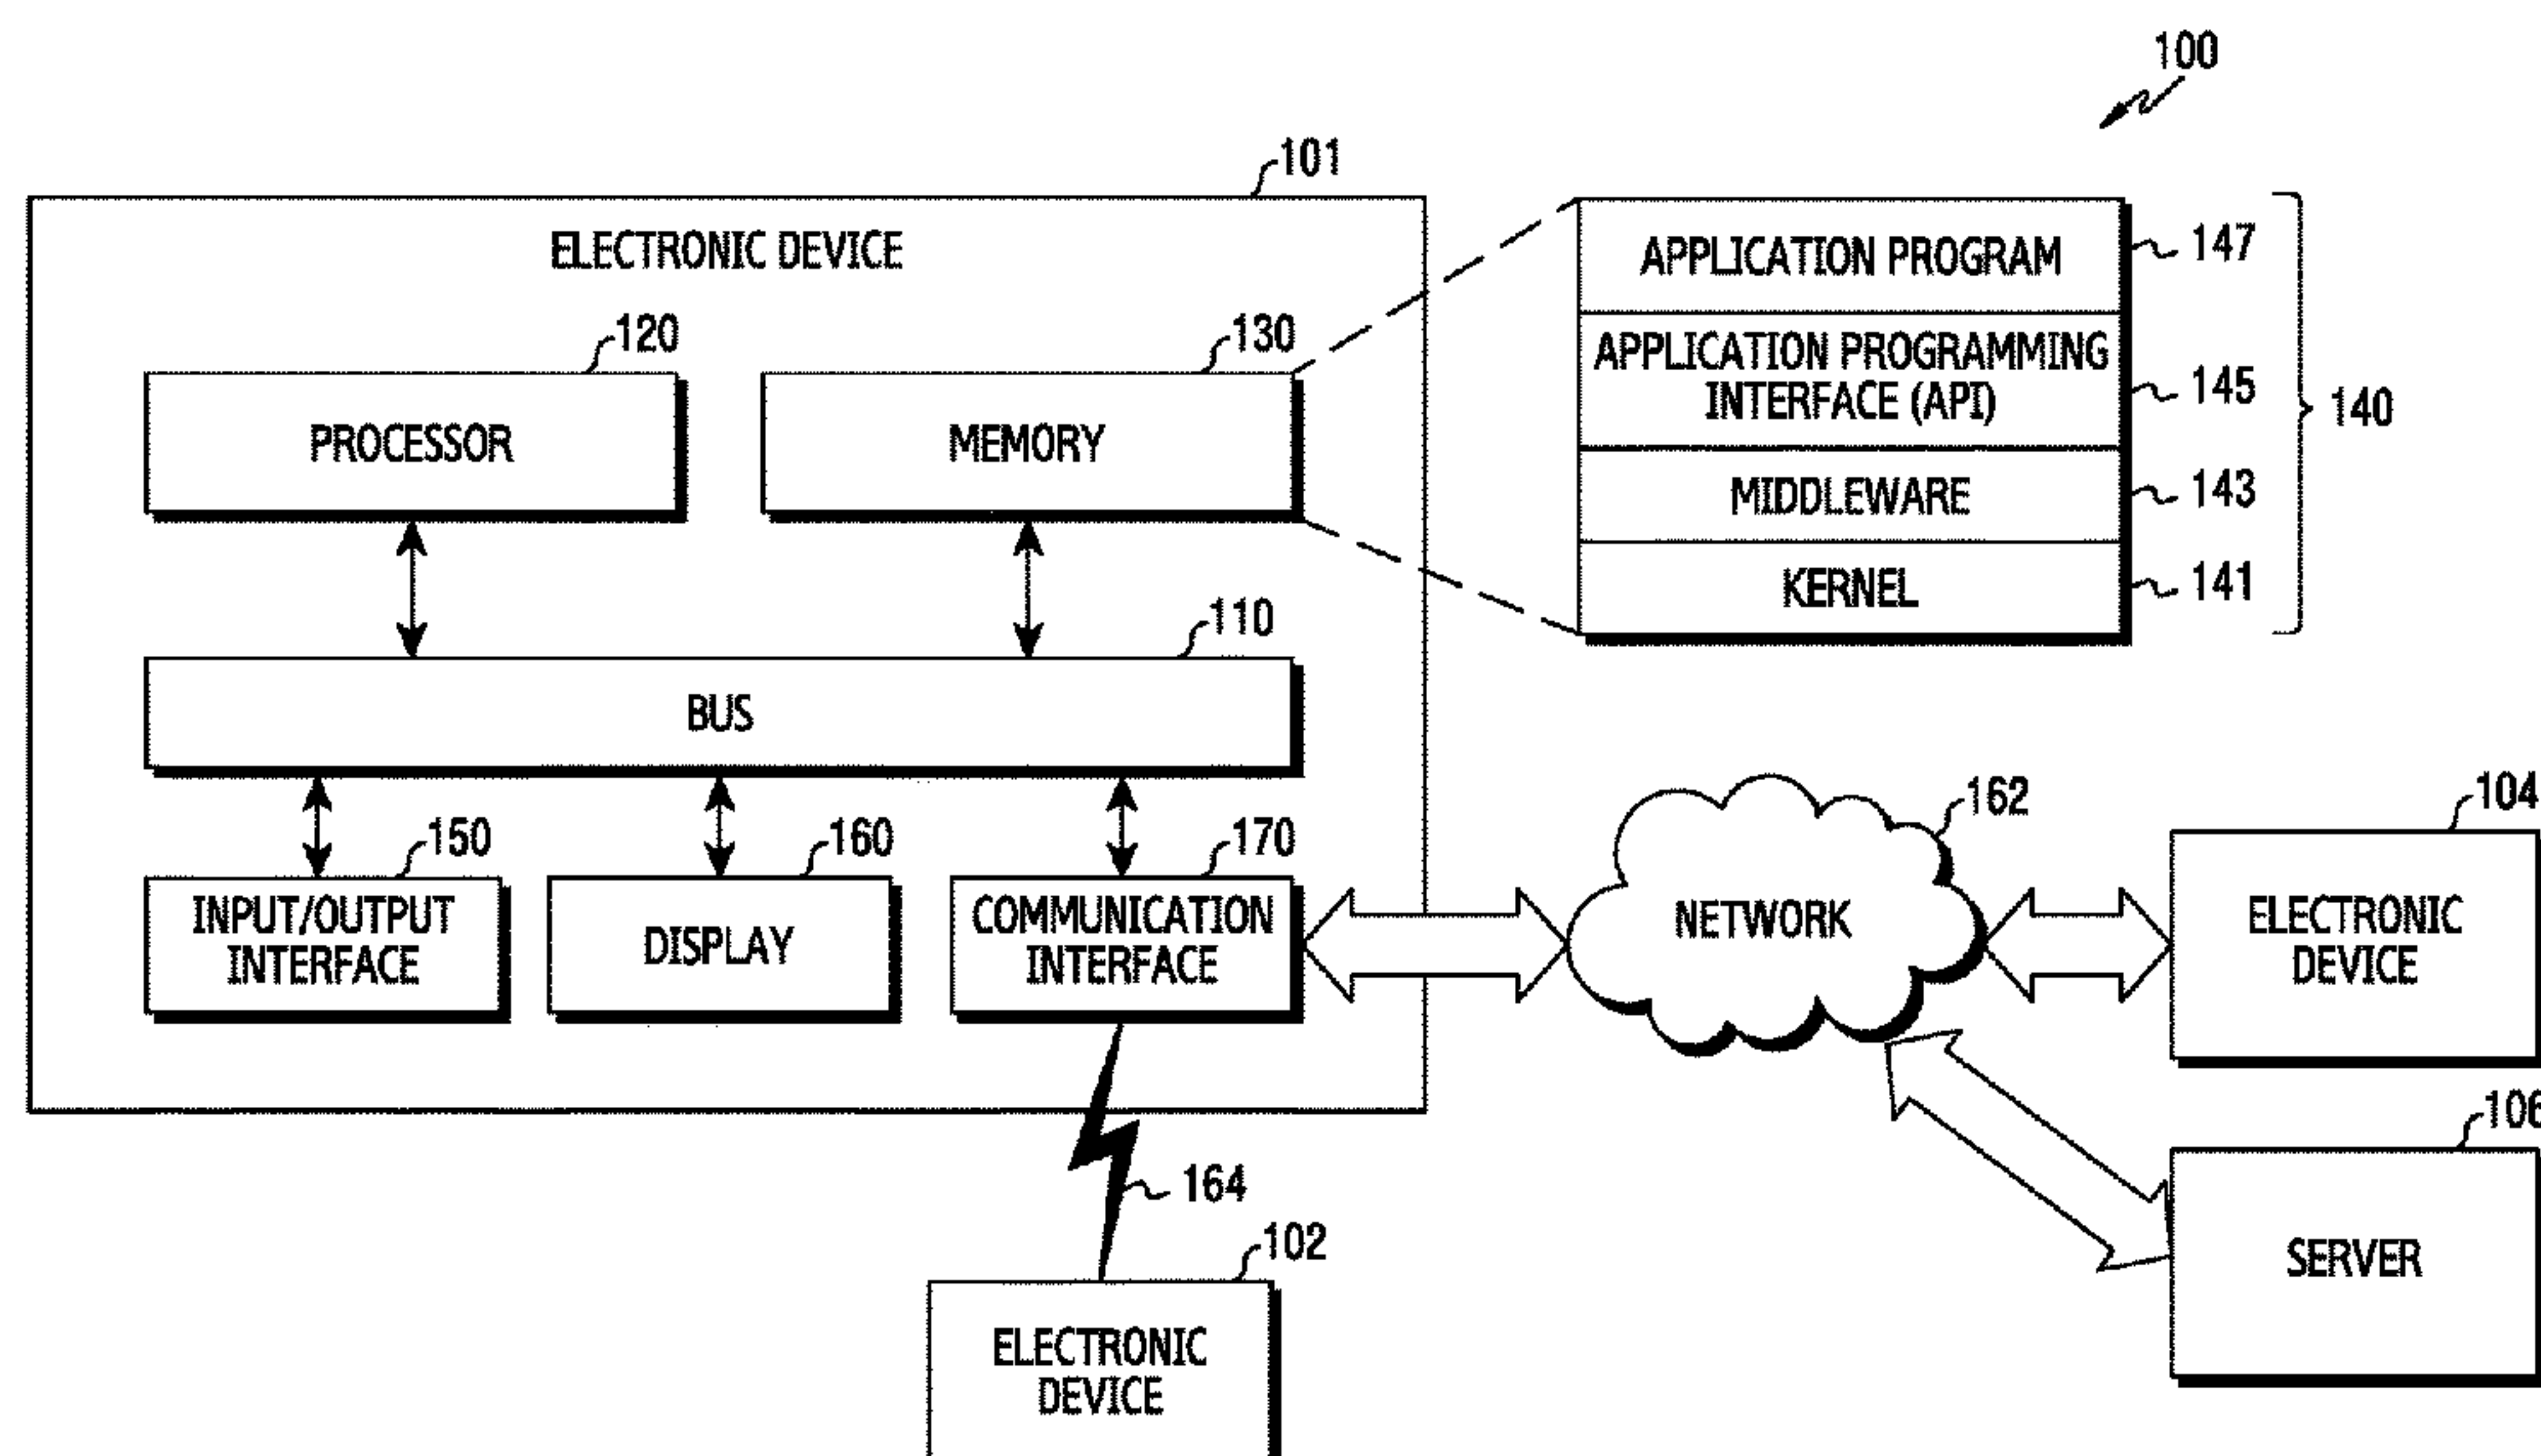 100
101
ELECTRONIC DEVICE
120
130
PROCESSOR
MEMORY
APPLICATION PROGRAM
147
APPLICATION PROGRAMMING
INTERFACE (API)
145
MIDDLEWARE
143
KERNEL
141
140
110
BUS
150
160
170
INPUT/OUTPUT
INTERFACE
DISPLAY
COMMUNICATION
INTERFACE
162
NETWORK
104
ELECTRONIC
DEVICE
106
SERVER
164
102
ELECTRONIC
DEVICE